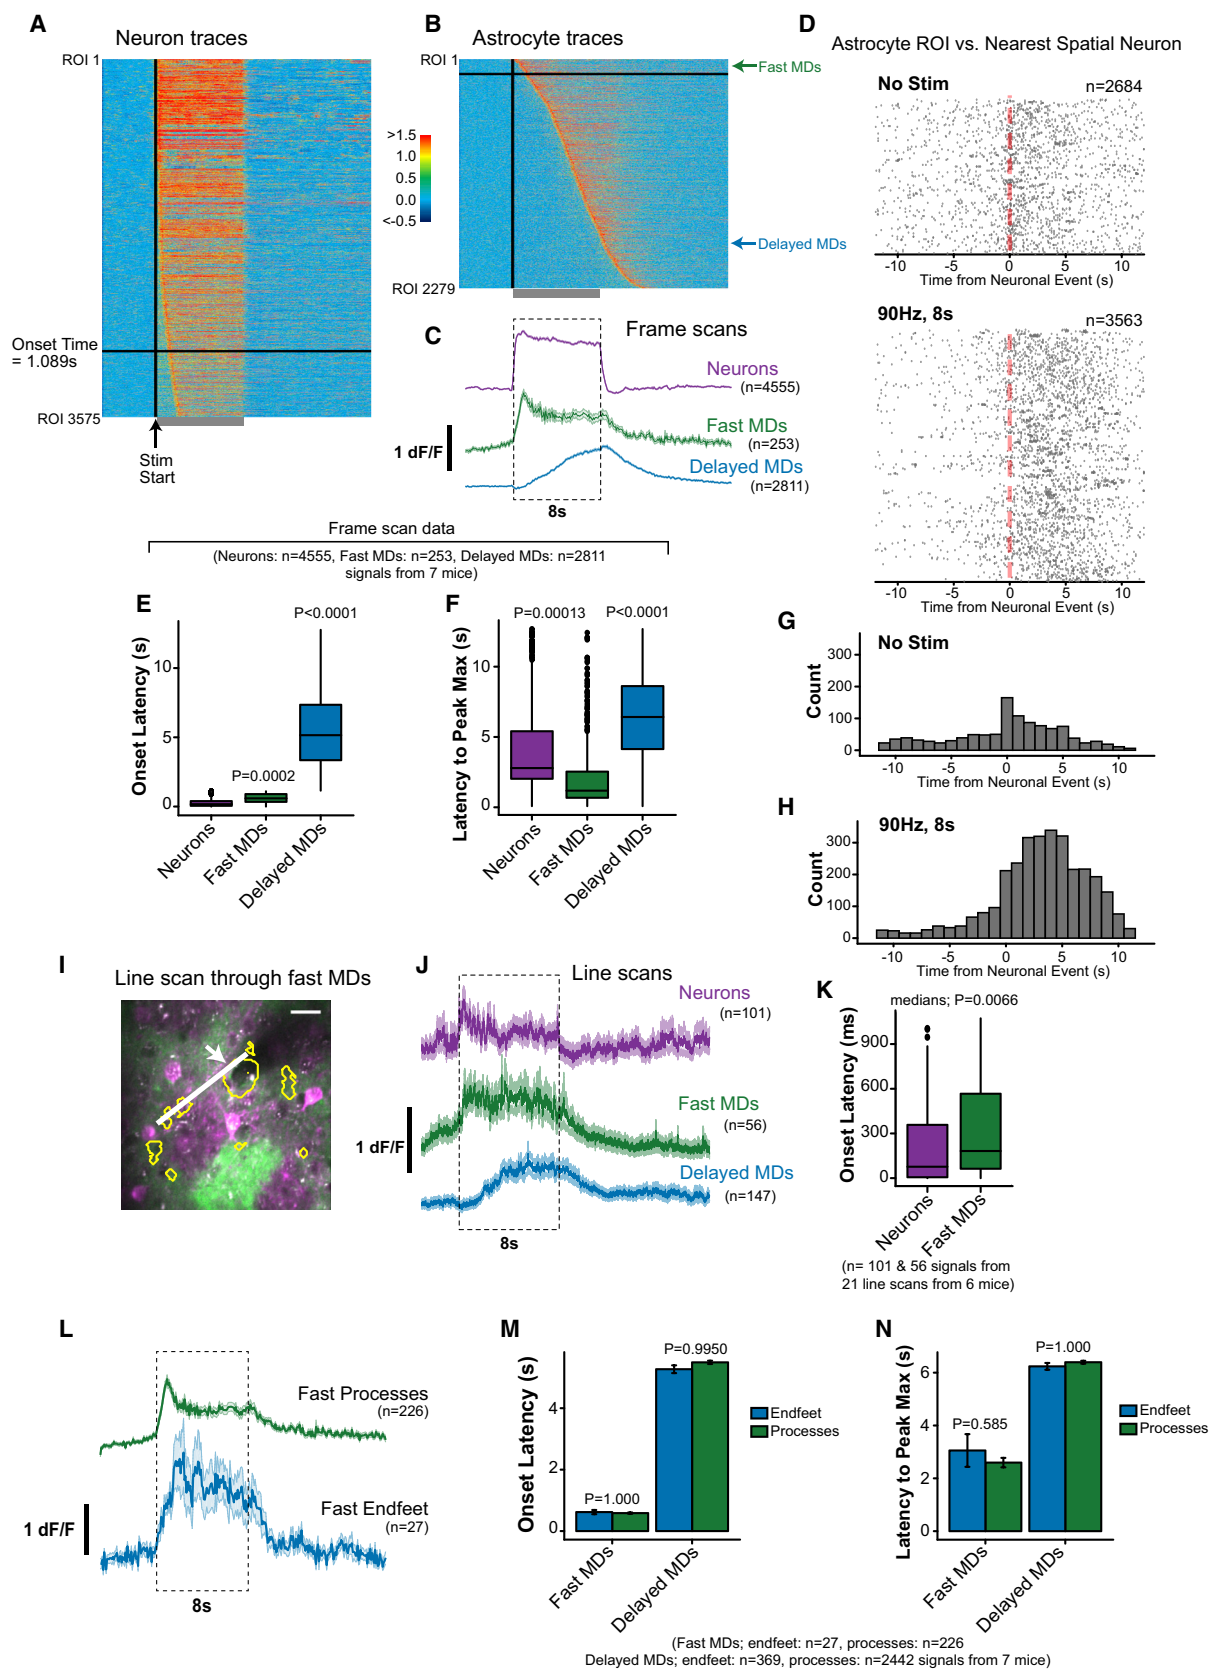 A
Neuron traces
ROI 1
Onset Time
= 1.089s
ROI 3575
Stim
Start
>1.5
1.0
0.5
0.0
<-0.5
B
Astrocyte traces
ROI 1
Fast MDs
Delayed MDs
ROI 2279
C
Frame scans
Neurons
(n=4555)
Fast MDs
(n=253)
Delayed MDs
(n=2811)
1 dF/F
8s
D
Astrocyte ROI vs. Nearest Spatial Neuron
No Stim
n=2684
-10 -5 0 5 10
Time from Neuronal Event (s)
90Hz, 8s
n=3563
-10 -5 0 5 10
Time from Neuronal Event (s)
Frame scan data
(Neurons: n=4555, Fast MDs: n=253, Delayed MDs: n=2811
signals from 7 mice)
E
P<0.0001
P=0.0002
Onset Latency (s)
10
5
0
Neurons
Fast MDs
Delayed MDs
F
P=0.00013
P<0.0001
Latency to Peak Max (s)
10
5
0
Neurons
Fast MDs
Delayed MDs
G
No Stim
Count
300
200
100
0
-10 -5 0 5 10
Time from Neuronal Event (s)
H
90Hz, 8s
Count
300
200
100
0
-10 -5 0 5 10
Time from Neuronal Event (s)
I
Line scan through fast MDs
J
Line scans
Neurons
(n=101)
Fast MDs
(n=56)
Delayed MDs
(n=147)
1 dF/F
8s
K
medians; P=0.0066
Onset Latency (ms)
900
600
300
0
Neurons
Fast MDs
(n= 101 & 56 signals from
21 line scans from 6 mice)
L
Fast Processes
(n=226)
Fast Endfeet
(n=27)
1 dF/F
8s
M
P=0.9950
P=1.000
Onset Latency (s)
4
2
0
Fast MDs
Delayed MDs
Endfeet
Processes
N
P=1.000
P=0.585
Latency to Peak Max (s)
6
4
2
0
Fast MDs
Delayed MDs
Endfeet
Processes
(Fast MDs; endfeet: n=27, processes: n=226
Delayed MDs; endfeet: n=369, processes: n=2442 signals from 7 mice)